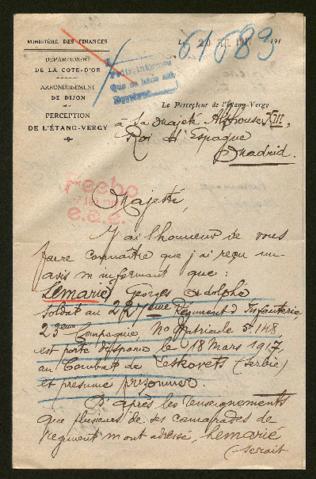 MINISTÈRE DES FINANCES
61589
DÉPARTEMENT
DE LA CÔTE-D'OR
ARRONDISSEMENT
DE DIJON
PERCEPTION
DE L'ÉTANG-VERGY
Le Percepteur de l'Étang-Vergy
à Sa Majesté Alphonse XIII,
Roi d'Espagne
Madrid.
Fecho
Majesté,
J'ai l'honneur de vous
faire connaître que j'ai reçu un
avis m'informant que :
Lemarié Georges Adolphe
soldat au 227ème Régiment d'Infanterie
23ème Compagnie, No Matricule
est porté disparu le 18 Mars 1917
au Combat de Leskovets (Serbie)
et présumé prisonnier.
D'après les renseignements
que plusieurs de ses camarades de
régiment m'ont adressé, Lemarié
serait